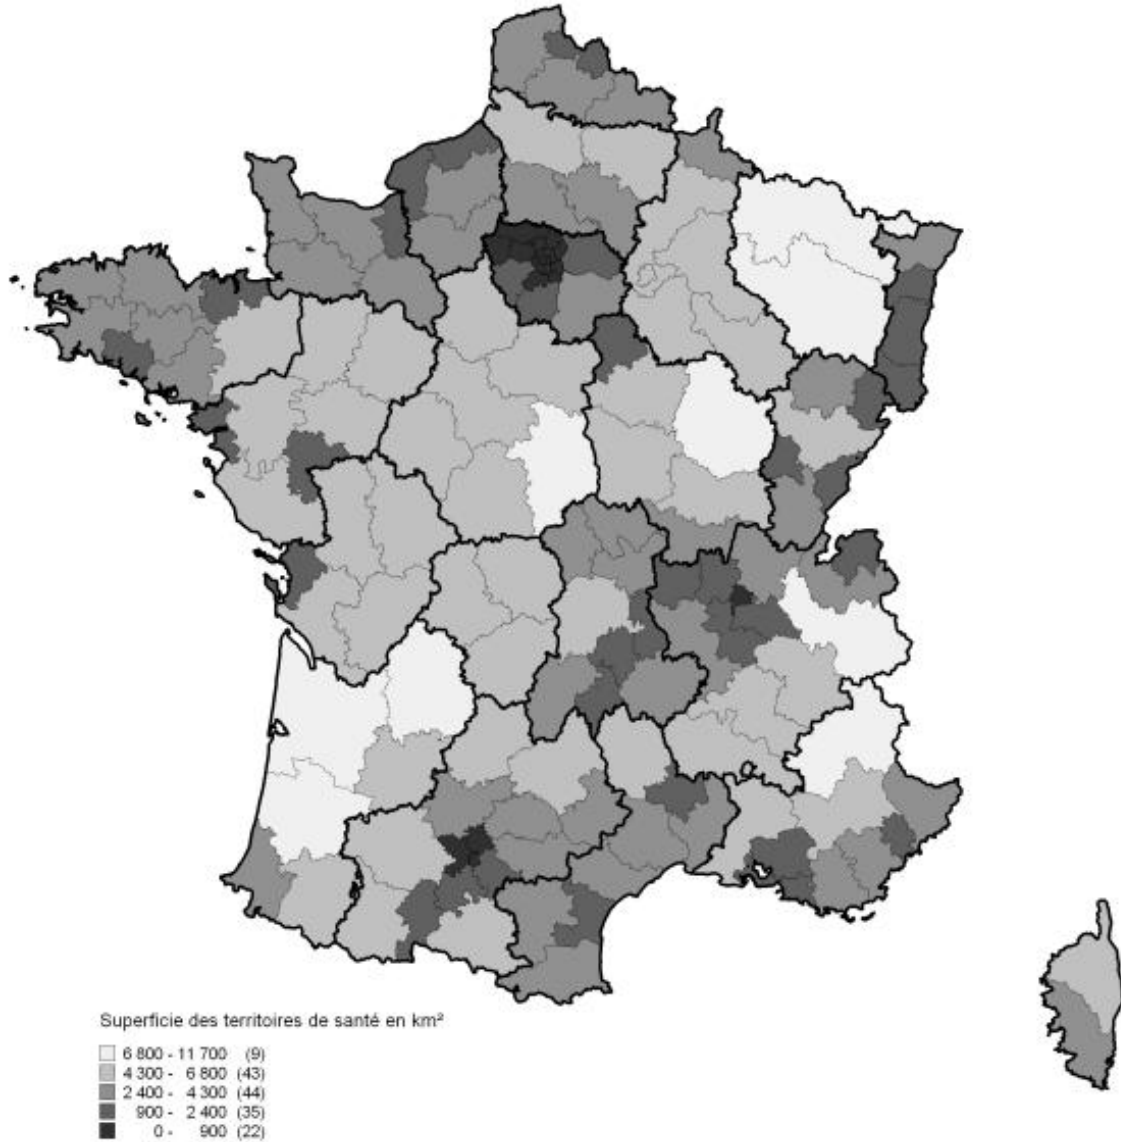 Superficie des territoires de santé en km²
6 800 - 11 700 (9)
4 300 - 6 800 (43)
2 400 - 4 300 (44)
900 - 2 400 (35)
0 - 900 (22)